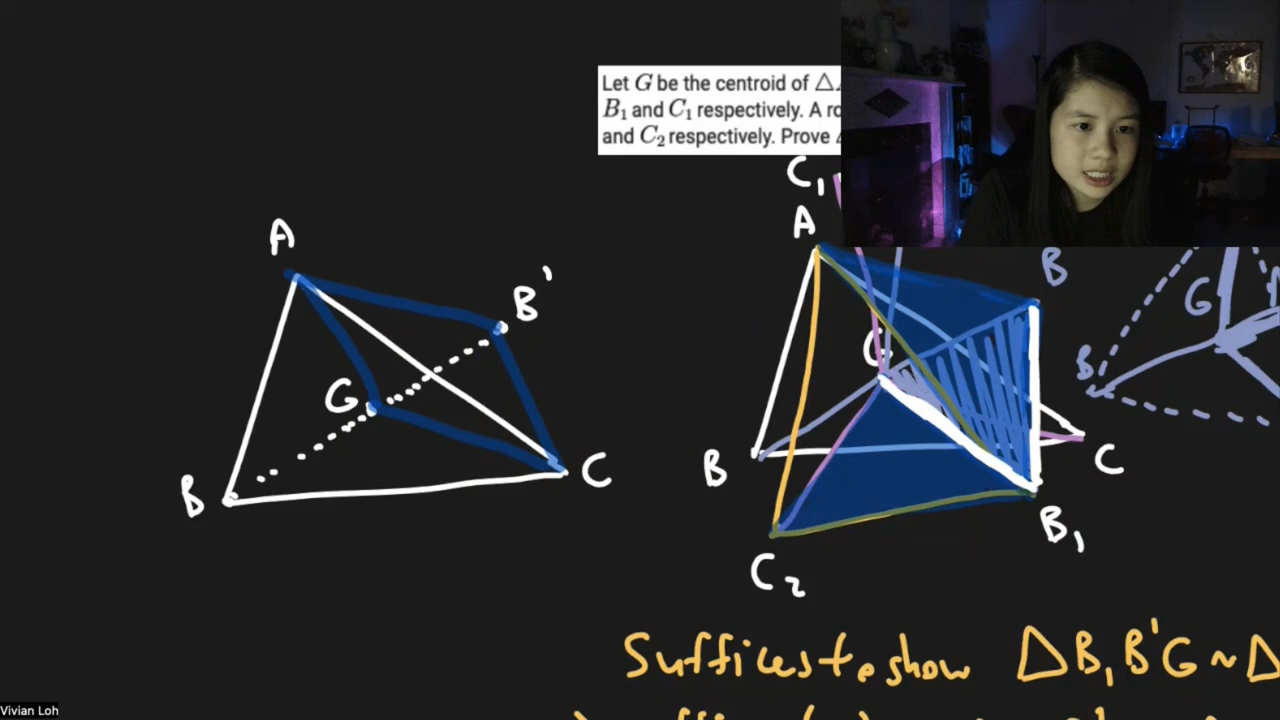 Let G be the centroid of △
B₁ and C₁ respectively. A
and C₂ respectively. Prove
C₁
A
B
G
B
C
B₁
C₂
A
B'
G
B
C
G
B
Suffices to show △B₁B'G ~ △
Vivian Loh